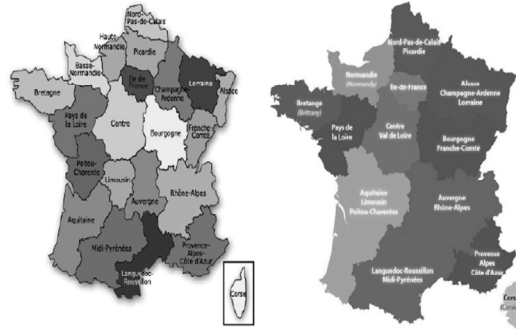 Nord-
Pas-de-Calais
Haute
Normandie
Picardie
Basse-
Normandie
Ile de
France
Champagne-
Ardenne
Lorraine
Alsace
Bretagne
Pays de
la Loire
Centre
Bourgogne
Franche-
Comté
Poitou-
Charente
Limousin
Auvergne
Rhône-Alpes
Aquitaine
Midi-Pyrénées
Languedoc-
Roussillon
Provence-
Alpes-
Côte d'Azur
Corse
Nord-Pas-de-Calais
Picardie
Normandie
(Normandy)
Ile-de-France
Alsace
Champagne-Ardenne
Lorraine
Bretange
(Brittany)
Pays de
la Loire
Centre
Val de Loire
Bourgogne
Franche-Comté
Aquitaine
Limousin
Poitou-Charentes
Auvergne
Rhône-Alpes
Languedoc-Roussillon
Midi-Pyrénées
Provence
Alpes
Côte d'Azur